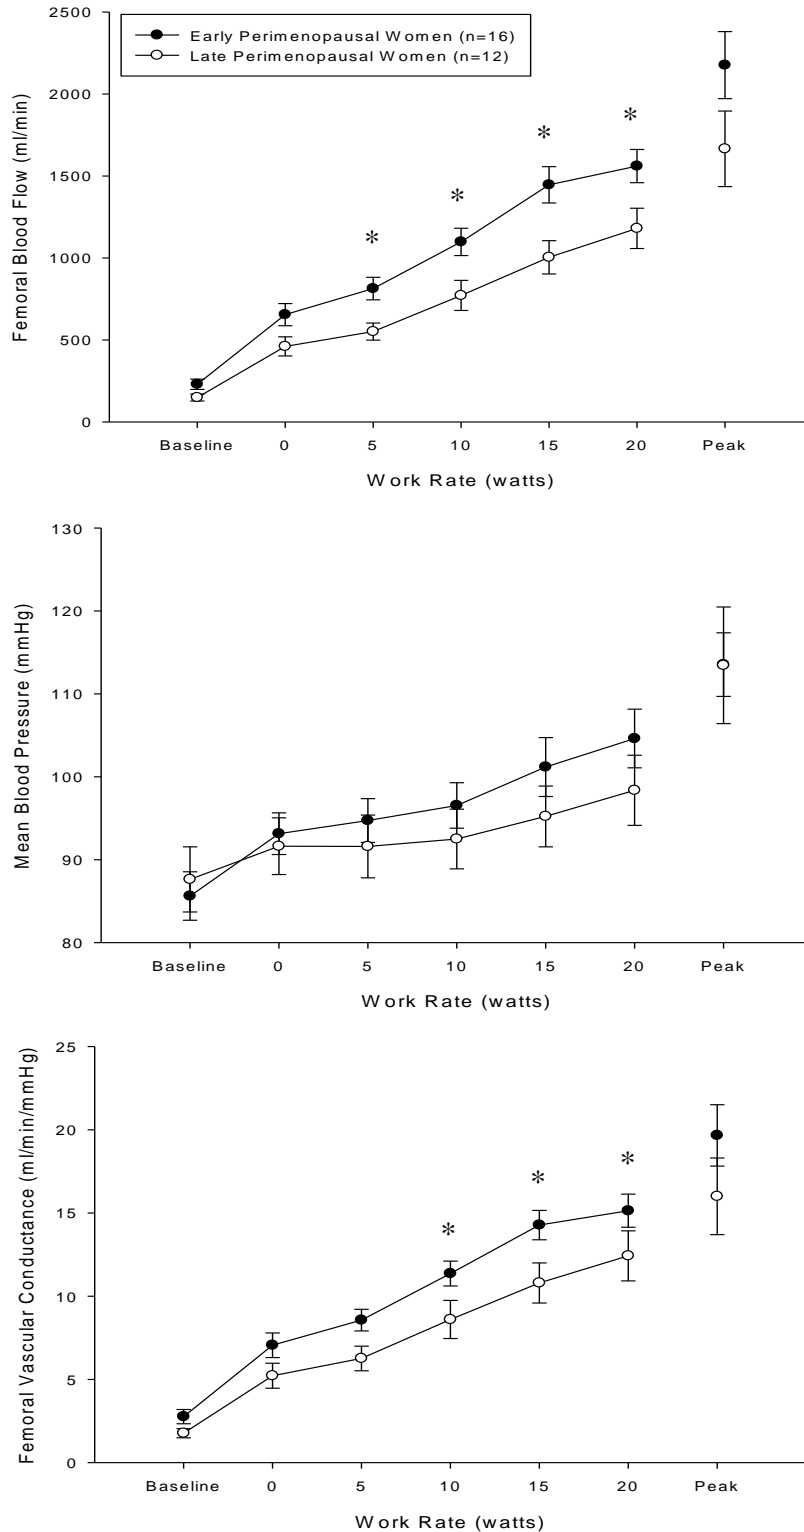 2500
Early Perimenopausal Women (n=16)
Late Perimenopausal Women (n=12)
2000
1500
1000
500
0
Femoral Blood Flow (ml/min)
* * * *
Baseline 0 5 10 15 20 Peak
Work Rate (watts)
130
120
110
100
90
80
Mean Blood Pressure (mmHg)
Baseline 0 5 10 15 20 Peak
Work Rate (watts)
25
20
15
10
5
0
Femoral Vascular Conductance (ml/min/mmHg)
* * *
Baseline 0 5 10 15 20 Peak
Work Rate (watts)